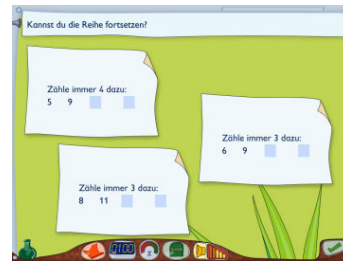 Kannst du die Reihe fortsetzen?
Zähle immer 4 dazu:
5 9
Zähle immer 3 dazu:
6 9
Zähle immer 3 dazu:
8 11